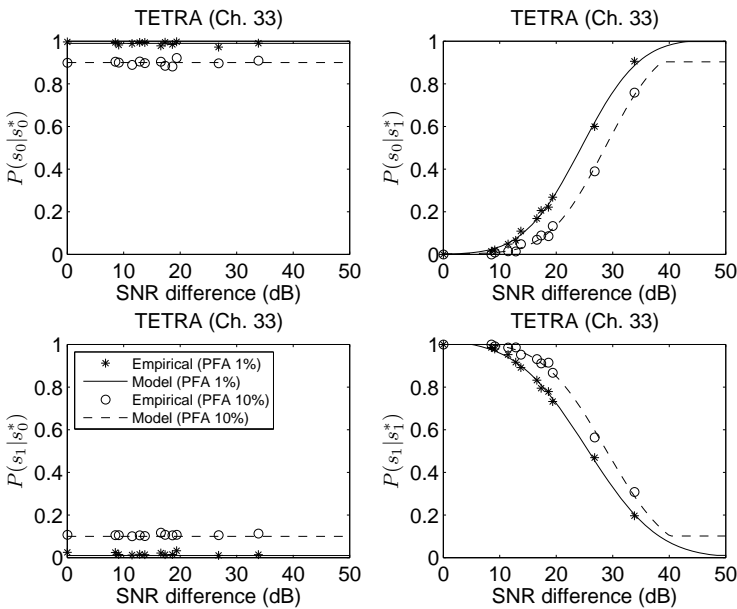 TETRA (Ch. 33)
1
0.8
0.6
0.4
0.2
0
P(s₀|s₀*)
0 10 20 30 40 50
SNR difference (dB)
TETRA (Ch. 33)
1
0.8
0.6
0.4
0.2
0
P(s₀|s₁*)
0 10 20 30 40 50
SNR difference (dB)
TETRA (Ch. 33)
1
0.8
0.6
0.4
0.2
0
P(s₁|s₀*)
Empirical (PFA 1%)
Model (PFA 1%)
Empirical (PFA 10%)
Model (PFA 10%)
0 10 20 30 40 50
SNR difference (dB)
TETRA (Ch. 33)
1
0.8
0.6
0.4
0.2
0
P(s₁|s₁*)
0 10 20 30 40 50
SNR difference (dB)